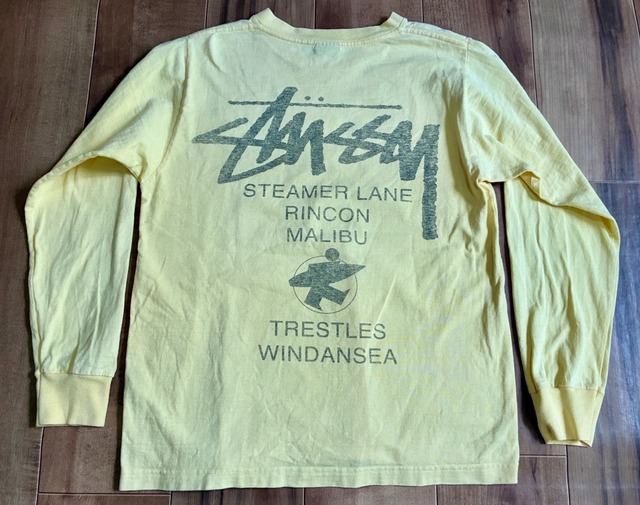 Stüssy
STEAMER LANE
RINCON
MALIBU
TRESTLES
WINDANSEA